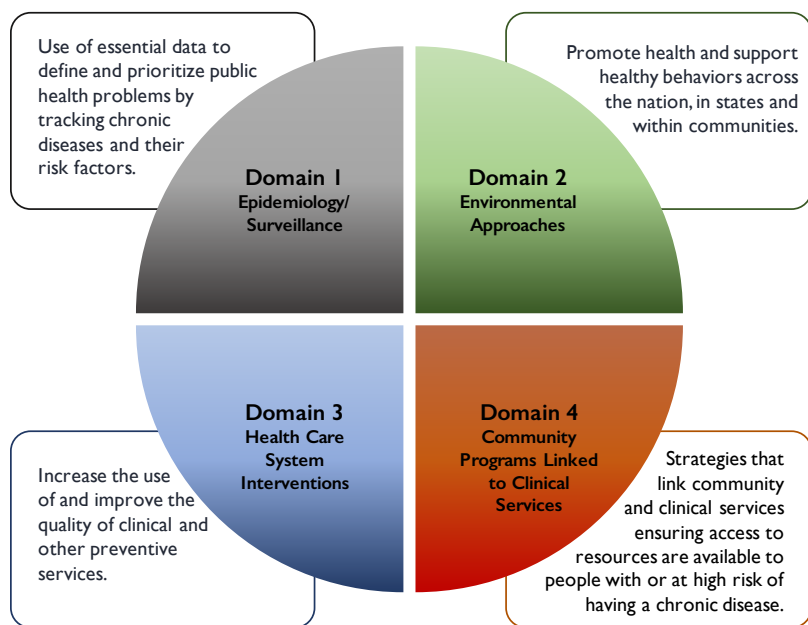 Use of essential data to
define and prioritize public
health problems by
tracking chronic
diseases and their
risk factors.
Promote health and support
healthy behaviors across
the nation, in states and
within communities.
Domain 1
Epidemiology/
Surveillance
Domain 2
Environmental
Approaches
Domain 3
Health Care
System
Interventions
Domain 4
Community
Programs Linked
to Clinical
Services
Increase the use
of and improve the
quality of clinical and
other preventive
services.
Strategies that
link community
and clinical services
ensuring access to
resources are available to
people with or at high risk of
having a chronic disease.